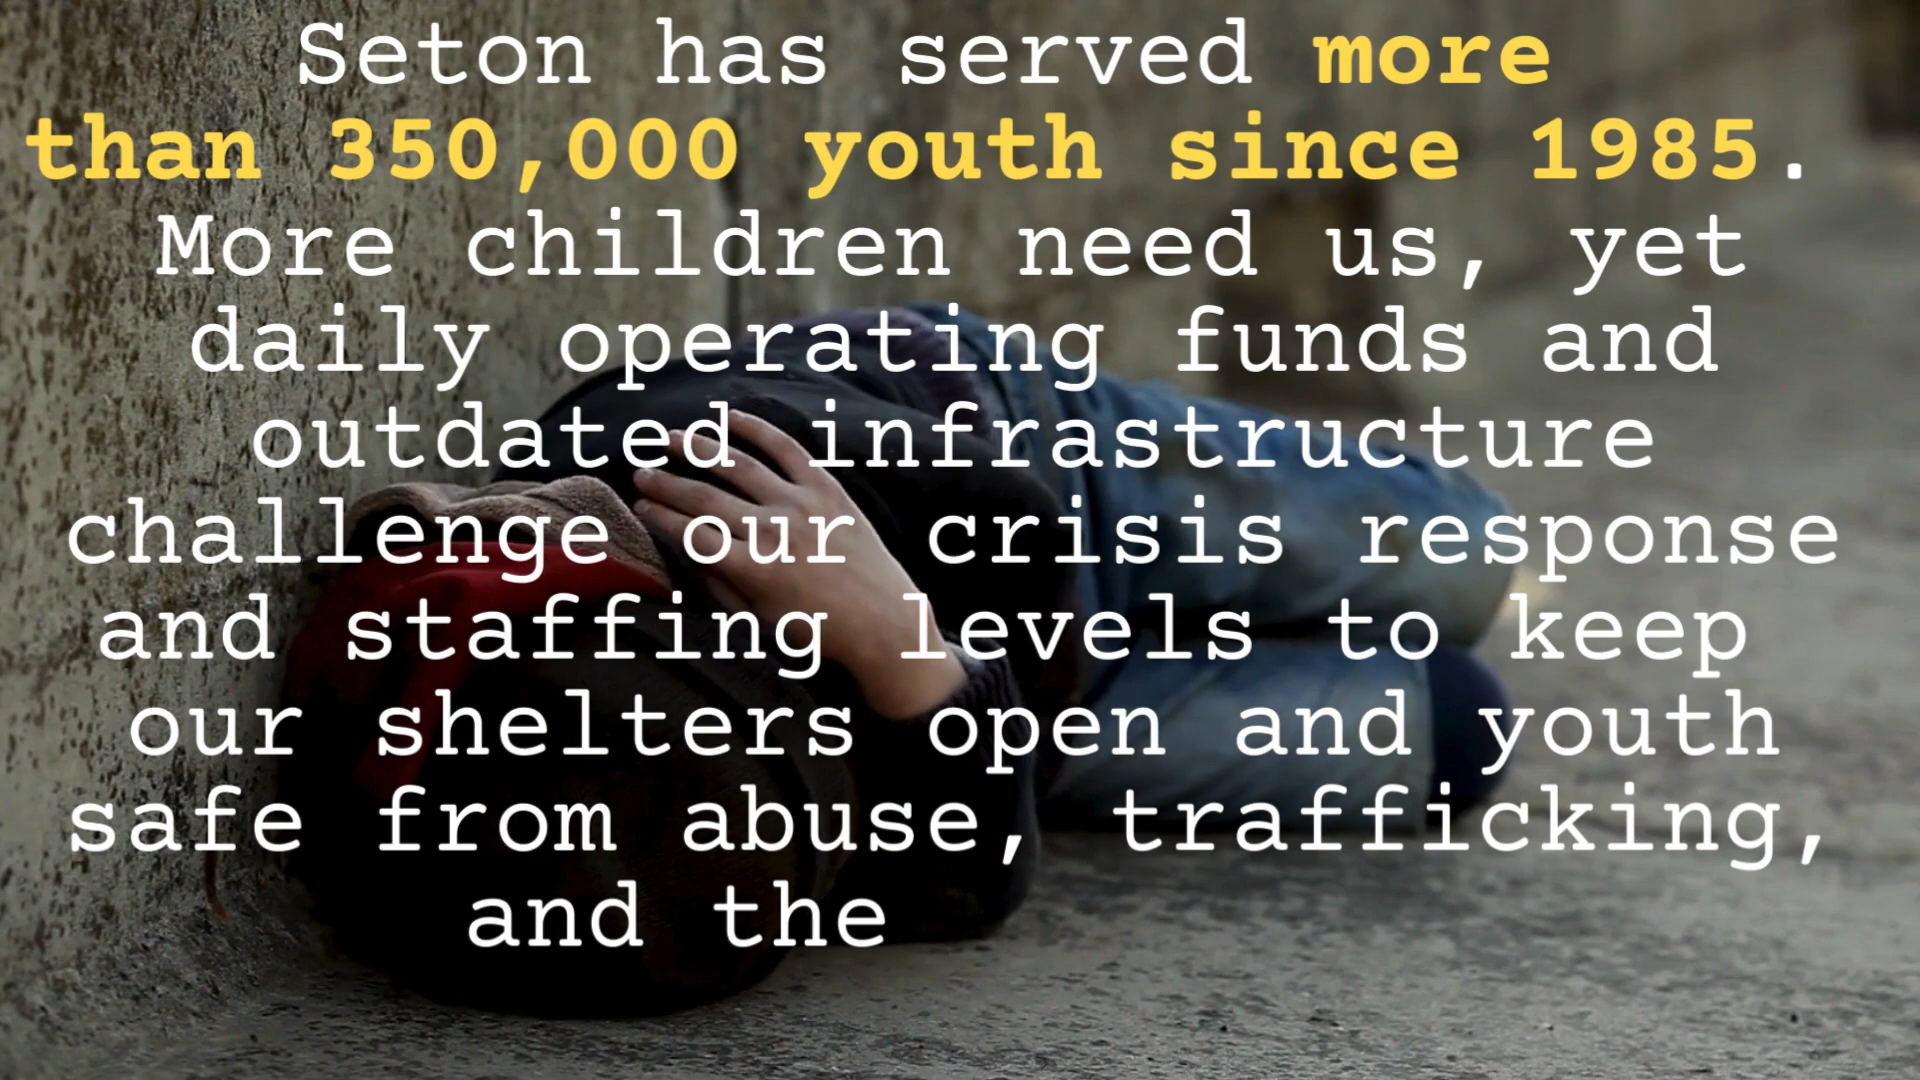 Seton has served more
than 350,000 youth since 1985.
More children need us, yet
daily operating funds and
outdated infrastructure
challenge our crisis response
and staffing levels to keep
our shelters open and youth
safe from abuse, trafficking,
and the